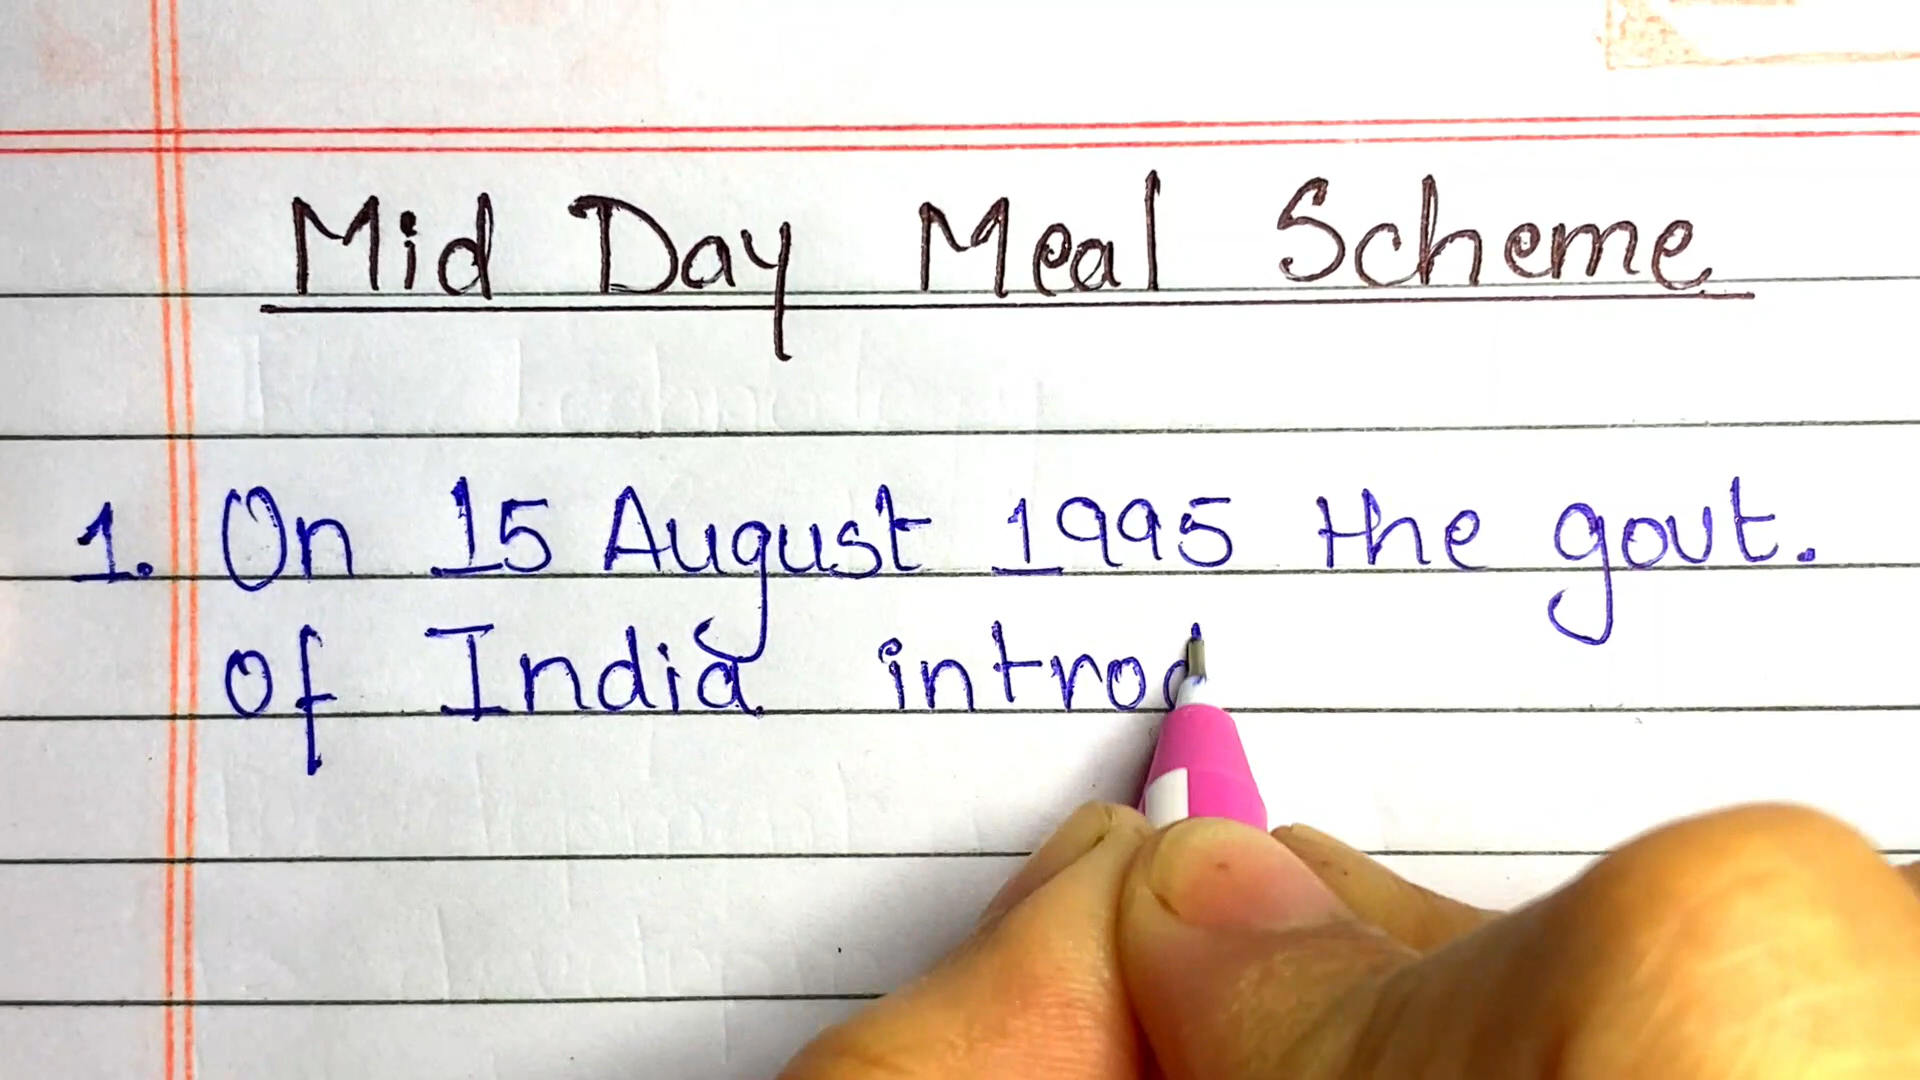 Mid Day Meal Scheme
1. On 15 August 1995 the govt.
of India introd